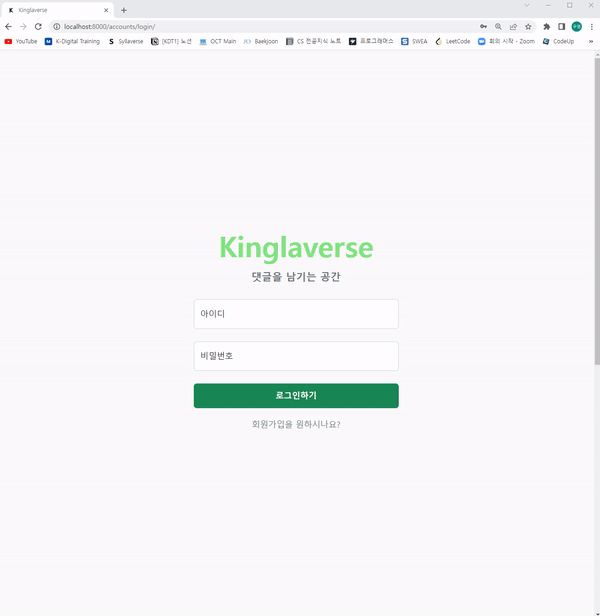 Kinglaverse
localhost:8000/accounts/login/
YouTube K-Digital Training Syllaverse [KDT1] 노션 OCT Main Baekjoon CS 전공지식 노트 프로그래머스 SWEA LeetCode 회의 시작 - Zoom CodeUp »
Kinglaverse
댓글을 남기는 공간
아이디
비밀번호
로그인하기
회원가입을 원하시나요?